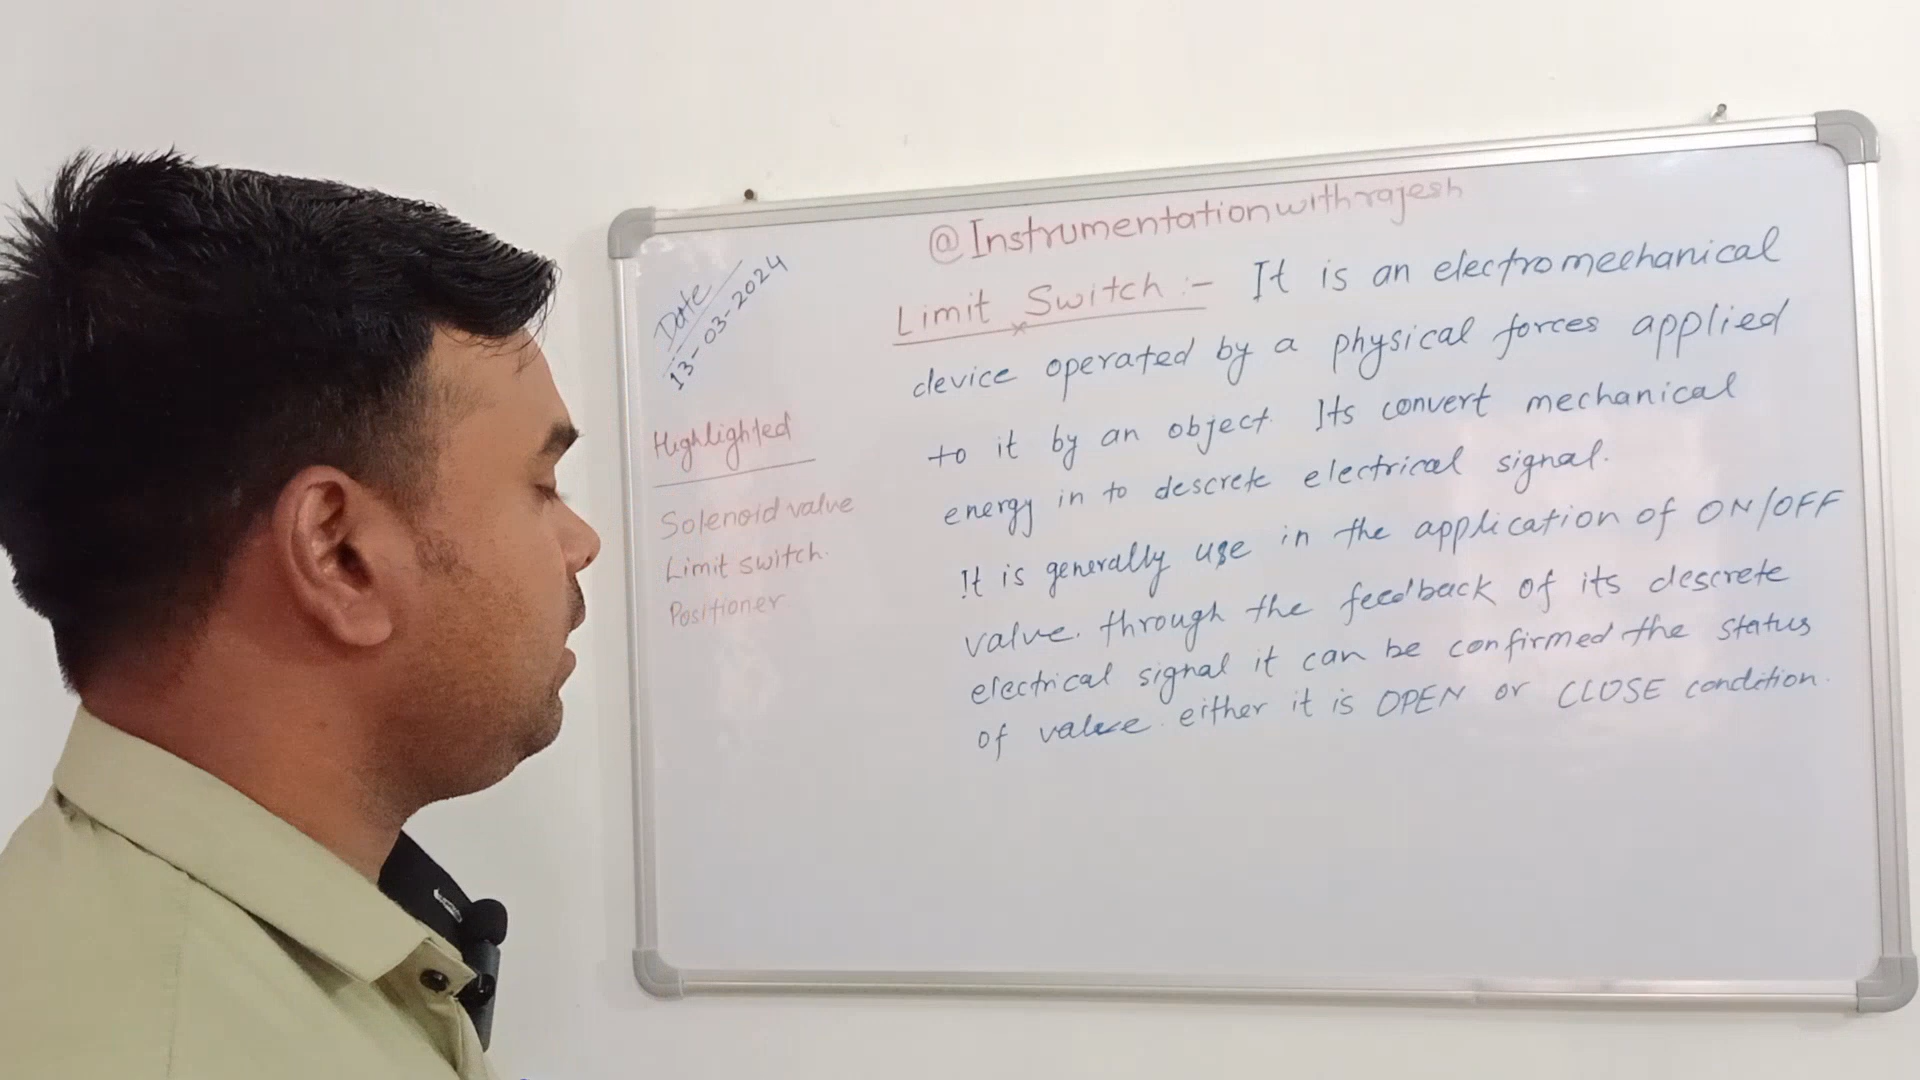 @Instrumentationwithrajesh
Date
13-03-2024
Highlighted
Solenoid valve
Limit switch.
Positioner
Limit Switch :- It is an electromechanical
device operated by a physical forces applied
to it by an object. Its convert mechanical
energy in to descrete electrical signal.
It is generally use in the application of ON/OFF
valve. through the feedback of its descrete
electrical signal it can be confirmed the status
of valve. either it is OPEN or CLOSE condition.